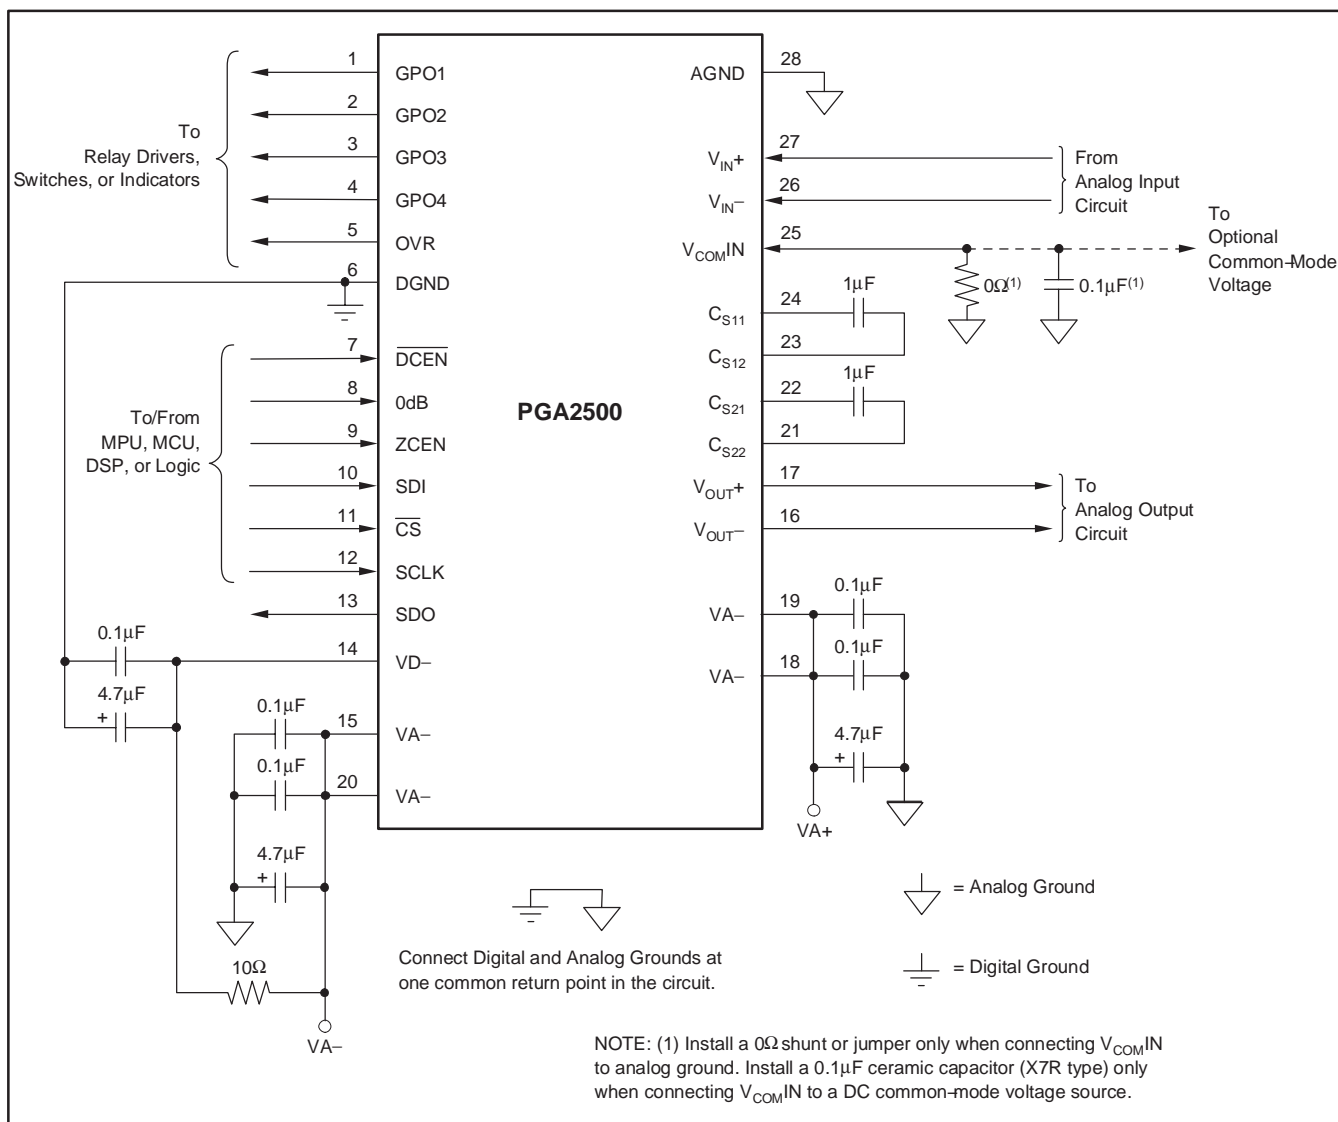 1
GPO1
2
GPO2
3
GPO3
4
GPO4
5
OVR
6
DGND
To
Relay Drivers,
Switches, or Indicators
7
DCEN
8
0dB
9
ZCEN
10
SDI
11
CS
12
SCLK
13
SDO
To/From
MPU, MCU,
DSP, or Logic
0.1μF
14
VD−
4.7μF
+
0.1μF
15
VA−
0.1μF
20
VA−
4.7μF
+
10Ω
VA−
PGA2500
28
AGND
27
VIN+
26
VIN−
From
Analog Input
Circuit
25
VCOMIN
To
Optional
Common−Mode
Voltage
0Ω(1)
0.1μF(1)
24
CS11
1μF
23
CS12
22
CS21
1μF
21
CS22
17
VOUT+
16
VOUT−
To
Analog Output
Circuit
19
VA−
0.1μF
18
VA−
0.1μF
4.7μF
+
VA+
= Analog Ground
= Digital Ground
Connect Digital and Analog Grounds at
one common return point in the circuit.
NOTE: (1) Install a 0Ω shunt or jumper only when connecting VCOMIN
to analog ground. Install a 0.1μF ceramic capacitor (X7R type) only
when connecting VCOMIN to a DC common−mode voltage source.